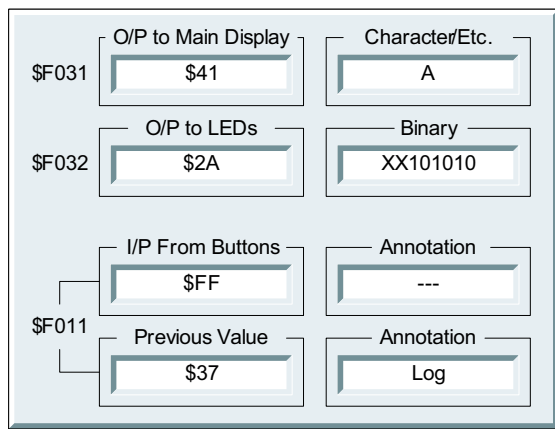 O/P to Main Display Character/Etc.
$F031 $41 A
O/P to LEDs Binary
$F032 $2A XX101010
I/P From Buttons Annotation
$FF ---
$F011
Previous Value Annotation
$37 Log